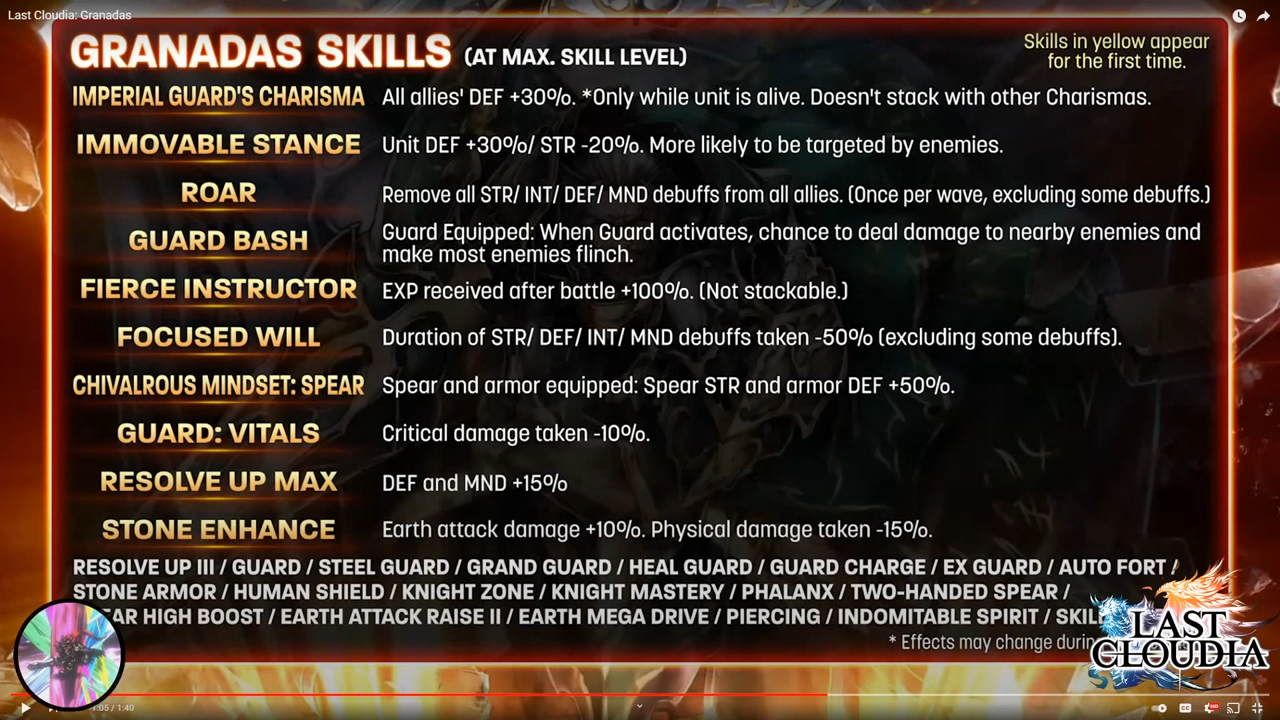 Last Cloudia: Granadas
GRANADAS SKILLS (AT MAX. SKILL LEVEL)
Skills in yellow appear
for the first time.
IMPERIAL GUARD'S CHARISMA All allies' DEF +30%. *Only while unit is alive. Doesn't stack with other Charismas.
IMMOVABLE STANCE Unit DEF +30%/ STR -20%. More likely to be targeted by enemies.
ROAR Remove all STR/ INT/ DEF/ MND debuffs from all allies. (Once per wave, excluding some debuffs.)
GUARD BASH Guard Equipped: When Guard activates, chance to deal damage to nearby enemies and
make most enemies flinch.
FIERCE INSTRUCTOR EXP received after battle +100%. (Not stackable.)
FOCUSED WILL Duration of STR/ DEF/ INT/ MND debuffs taken -50% (excluding some debuffs).
CHIVALROUS MINDSET: SPEAR Spear and armor equipped: Spear STR and armor DEF +50%.
GUARD: VITALS Critical damage taken -10%.
RESOLVE UP MAX DEF and MND +15%
STONE ENHANCE Earth attack damage +10%. Physical damage taken -15%.
RESOLVE UP III / GUARD / STEEL GUARD / GRAND GUARD / HEAL GUARD / GUARD CHARGE / EX GUARD / AUTO FORT /
STONE ARMOR / HUMAN SHIELD / KNIGHT ZONE / KNIGHT MASTERY / PHALANX / TWO-HANDED SPEAR /
AR HIGH BOOST / EARTH ATTACK RAISE II / EARTH MEGA DRIVE / PIERCING / INDOMITABLE SPIRIT / SKIL
* Effects may change durin
LAST
CLOUDIA
1:05 / 1:40
CC HD